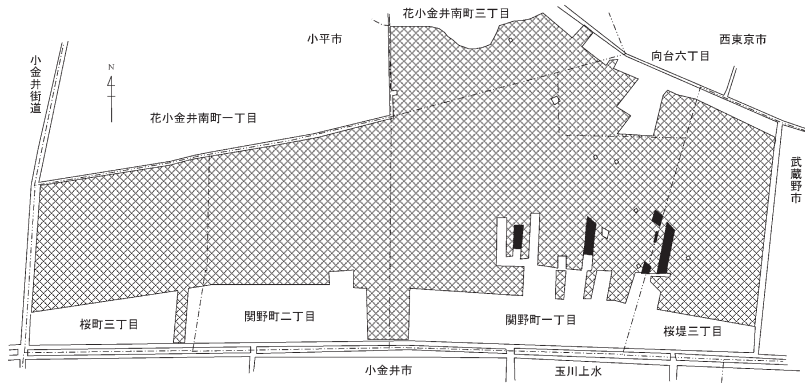 花小金井南町三丁目
小平市
西東京市
向台六丁目
小金井街道
N
花小金井南町一丁目
武蔵野市
桜町三丁目
関野町二丁目
関野町一丁目
桜堤三丁目
小金井市
玉川上水